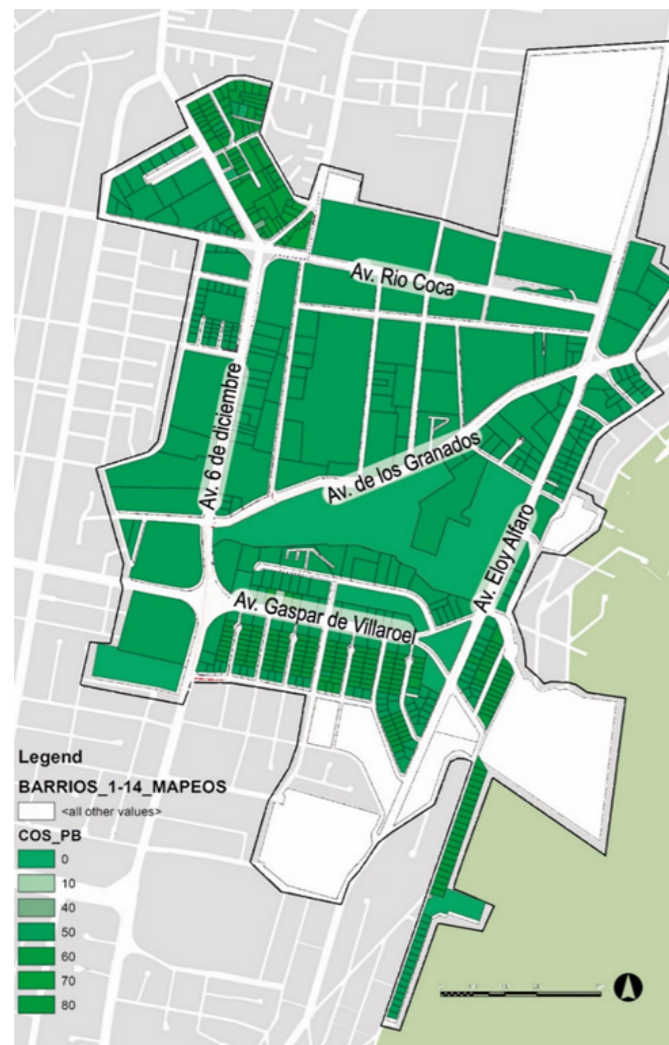 Av. Rio Coca
Av. 6 de diciembre
Av. de los Granados
Av. Eloy Alfaro
Av. Gaspar de Villaroel
Legend
BARRIOS_1-14_MAPEOS
<all other values>
COS_PB
0
10
40
50
60
70
80